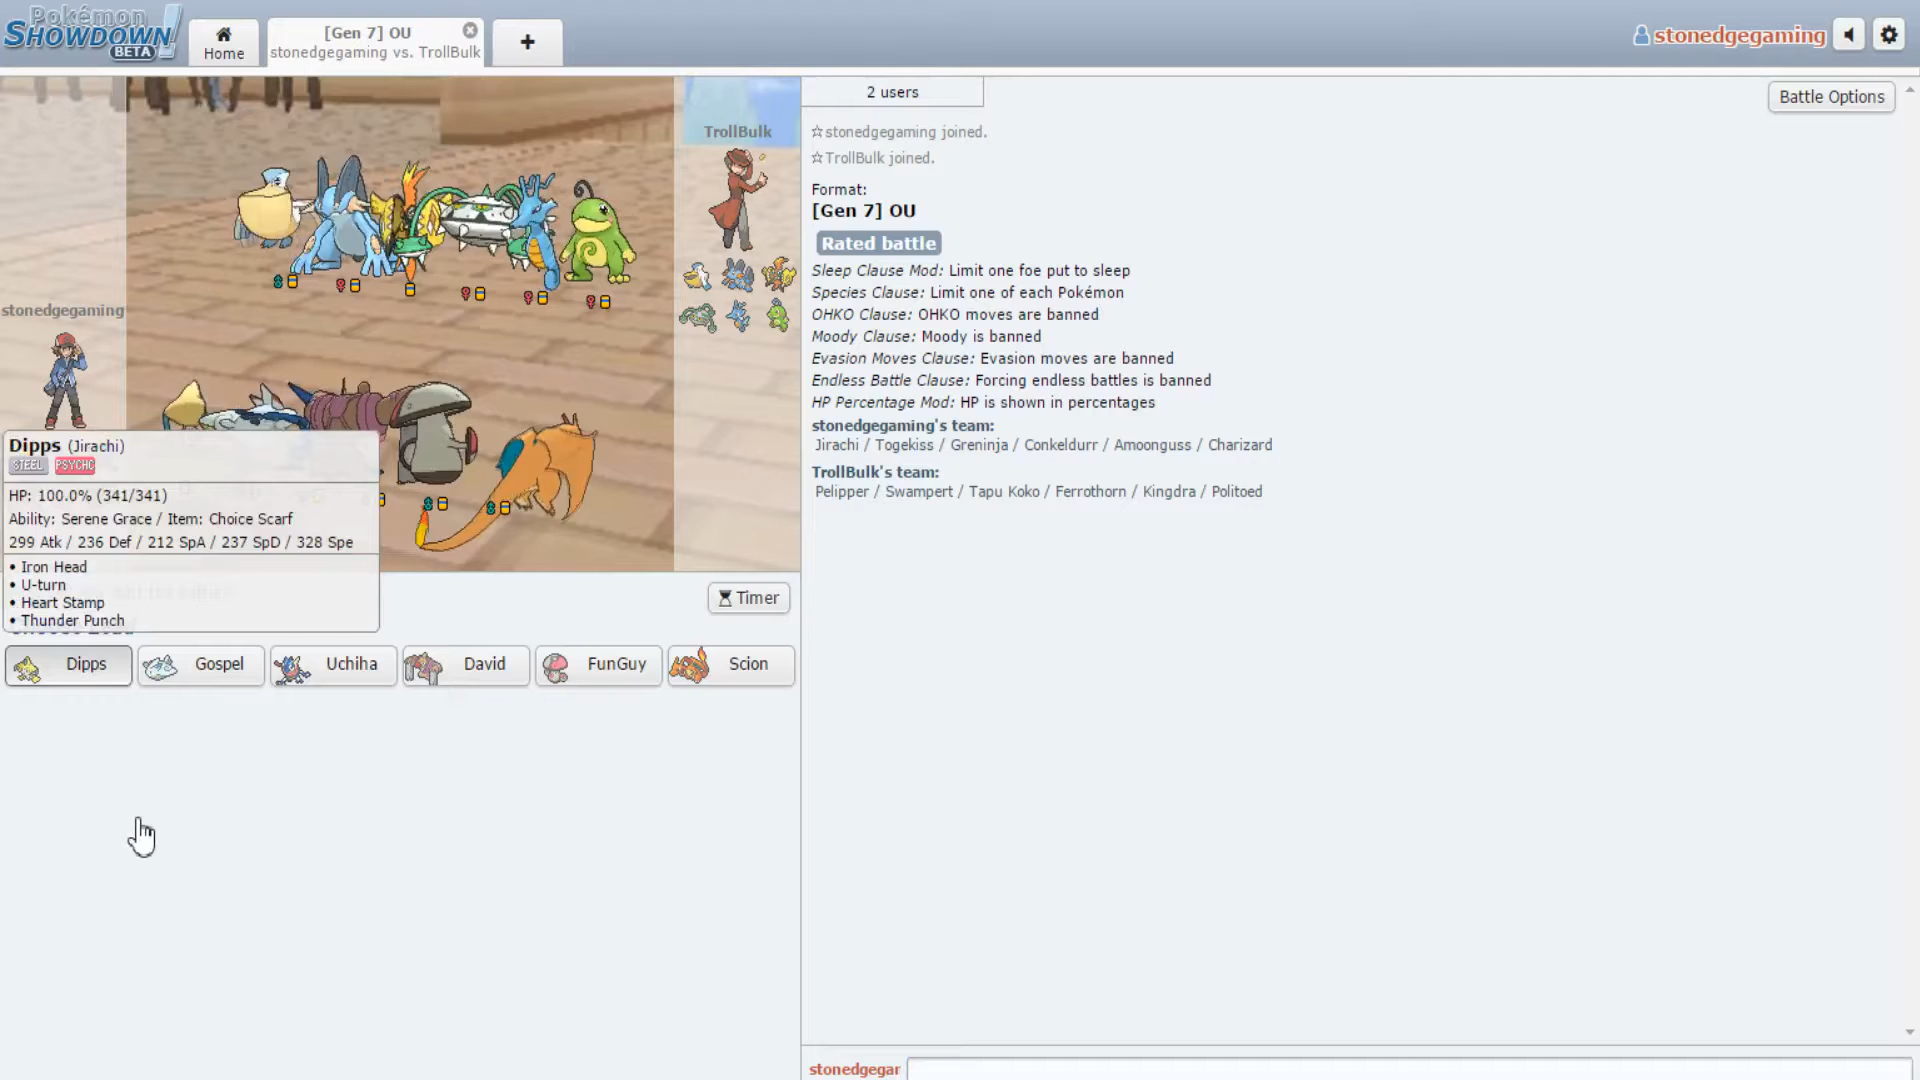 Pokémon
SHOWDOWN!
BETA
Home
[Gen 7] OU
stonedgegaming vs. TrollBulk
+
stonedgegaming
2 users
Battle Options
TrollBulk
☆stonedgegaming joined.
☆TrollBulk joined.
Format:
[Gen 7] OU
Rated battle
Sleep Clause Mod: Limit one foe put to sleep
Species Clause: Limit one of each Pokémon
OHKO Clause: OHKO moves are banned
Moody Clause: Moody is banned
Evasion Moves Clause: Evasion moves are banned
Endless Battle Clause: Forcing endless battles is banned
HP Percentage Mod: HP is shown in percentages
stonedgegaming's team:
Jirachi / Togekiss / Greninja / Conkeldurr / Amoonguss / Charizard
TrollBulk's team:
Pelipper / Swampert / Tapu Koko / Ferrothorn / Kingdra / Politoed
stonedgegaming
Dipps (Jirachi)
STEEL PSYCHC
HP: 100.0% (341/341)
Ability: Serene Grace / Item: Choice Scarf
299 Atk / 236 Def / 212 SpA / 237 SpD / 328 Spe
• Iron Head
• U-turn
• Heart Stamp
• Thunder Punch
Timer
Dipps
Gospel
Uchiha
David
FunGuy
Scion
stonedgegar